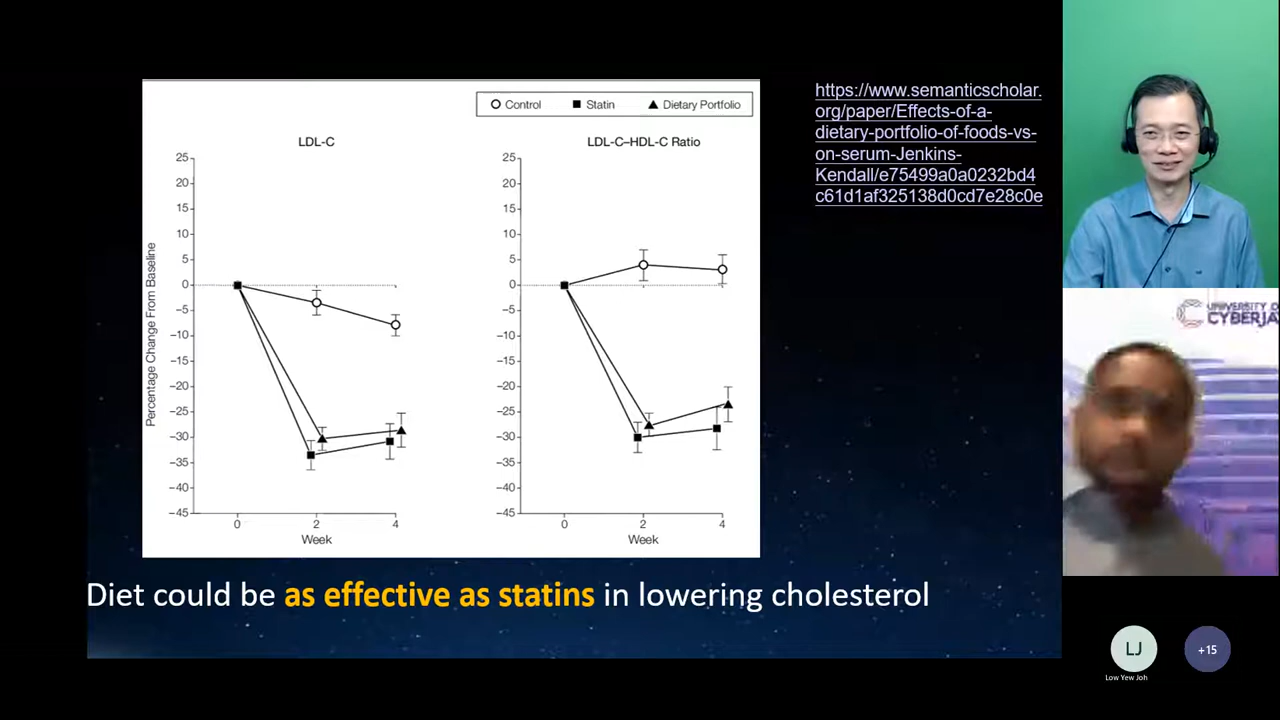 Control Statin Dietary Portfolio
LDL-C
25
20
15
10
5
0
−5
−10
−15
−20
−25
−30
−35
−40
−45
Percentage Change From Baseline
0 2 4
Week
LDL-C–HDL-C Ratio
25
20
15
10
5
0
−5
−10
−15
−20
−25
−30
−35
−40
−45
0 2 4
Week
https://www.semanticscholar.
org/paper/Effects-of-a-
dietary-portfolio-of-foods-vs-
on-serum-Jenkins-
Kendall/e75499a0a0232bd4
c61d1af325138d0cd7e28c0e
Diet could be as effective as statins in lowering cholesterol
UNIVERSITY O
CYBERJA
LJ
Low Yew Joh
+15